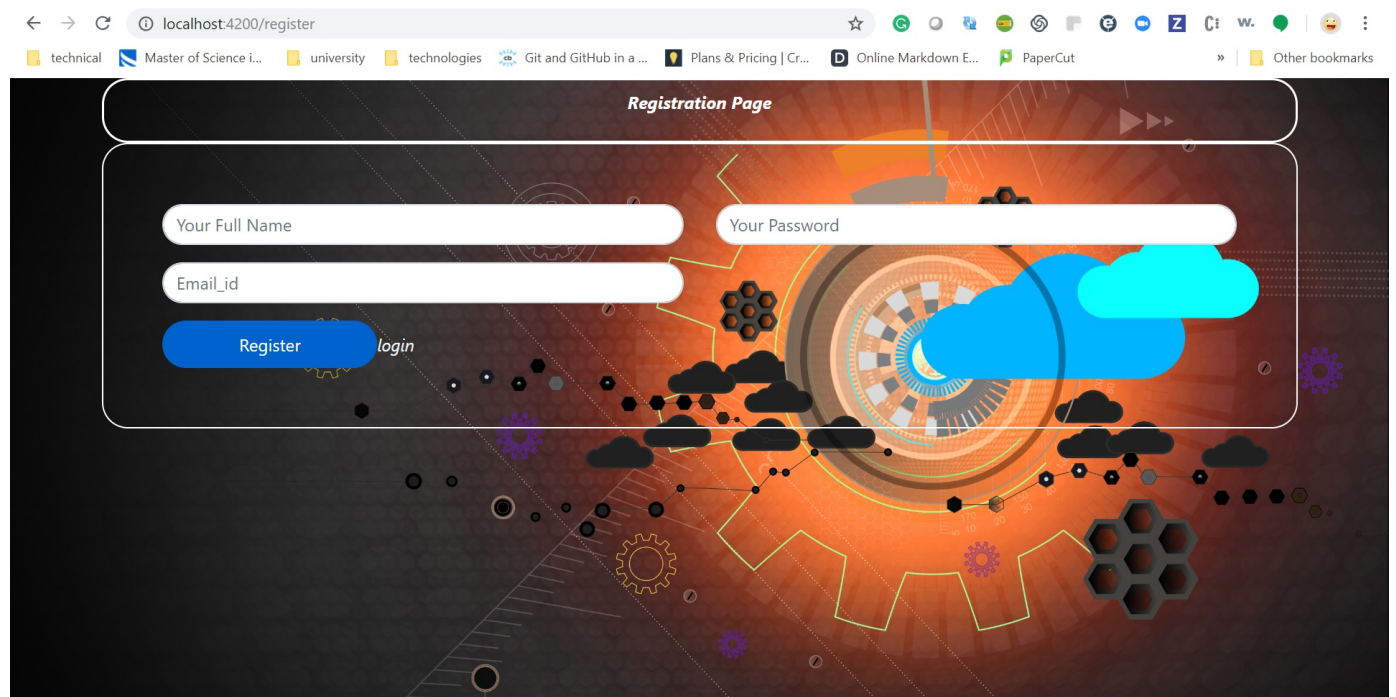 localhost:4200/register
technical Master of Science i... university technologies Git and GitHub in a ... Plans & Pricing | Cr... Online Markdown E... PaperCut » Other bookmarks
Registration Page
Your Full Name Your Password
Email_id
Register login